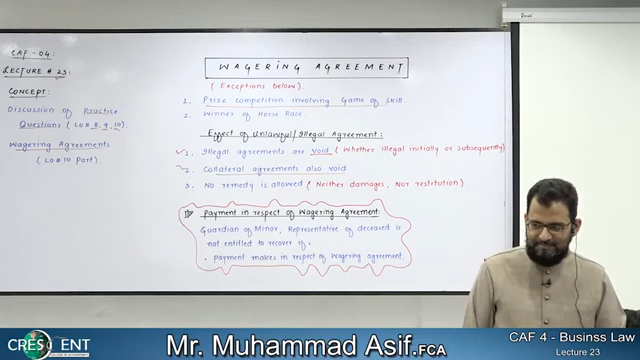 CAF - 04:
LECTURE # 23:
CONCEPT:
Discussion of Practice
Questions (LO# 8, 9, 10).
Wagering Agreements
(LO#10 Part).
WAGERING AGREEMENT
(Exceptions below).
1. Prize competition involving Game of skill.
2. Winner of Horse Race.
Effect of Unlawful/Illegal Agreement:
1. Illegal agreements are void (Whether illegal initially or subsequently)
2. Collateral agreements also void
3. No remedy is allowed (Neither damages, Nor restitution).
Payment in respect of Wagering Agreement:
Guardian of Minor, Representative of deceased is
not entitled to recover if:
• Payment makes in respect of Wagering agreement.
CRESCENT
COLLEGE OF ACCOUNTANCY
Mr. Muhammad Asif.FCA
CAF 4 - Businss Law
Lecture 23